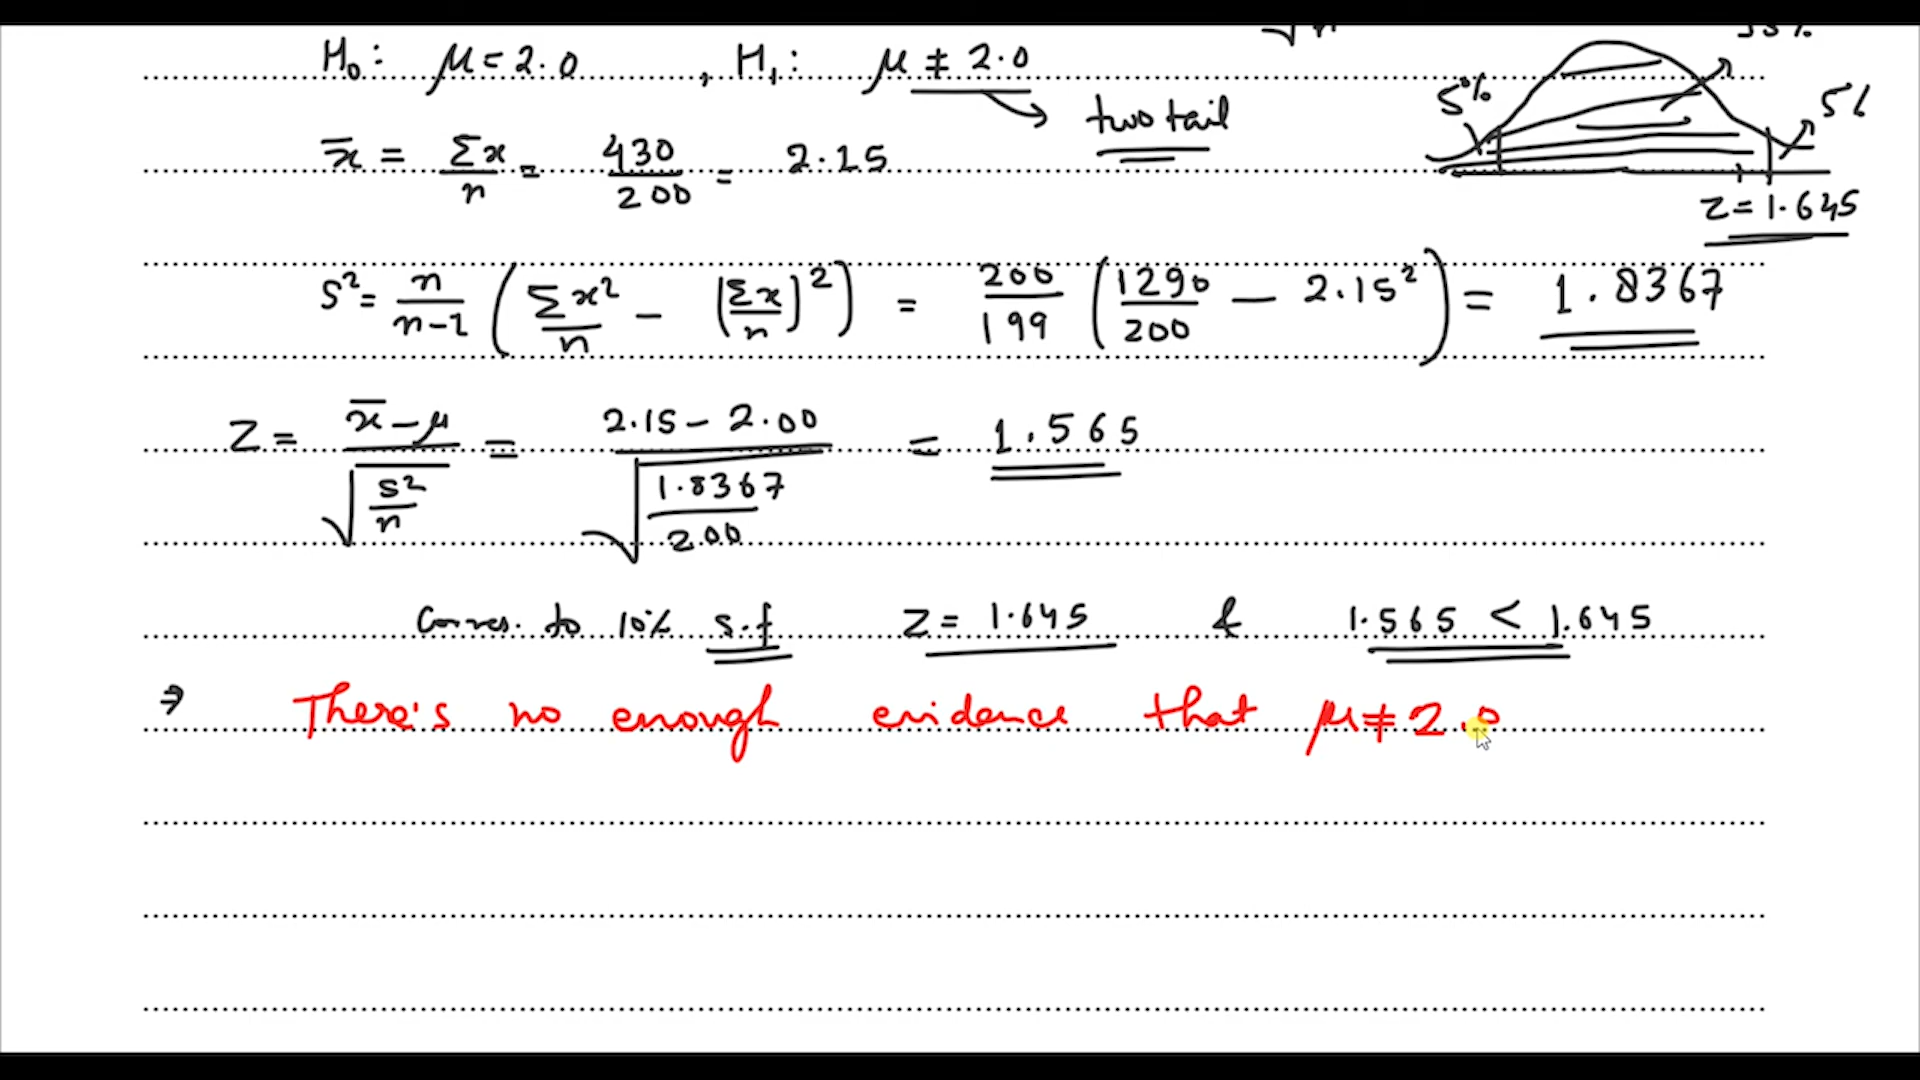 H₀: μ = 2.0 , H₁: μ ≠ 2.0
two tail
5% 5%
z = 1.645
x̄ = Σx/n = 430/200 = 2.15
s² = n/n-1 (Σx²/n − (Σx/n)²) = 200/199 (1290/200 − 2.15²) = 1.8367
Z = x̄ − μ/√(s²/n) = 2.15 − 2.00/√(1.8367/200) = 1.565
Corres. to 10% s.f z = 1.645 & 1.565 < 1.645
⇒ There's no enough evidence that μ ≠ 2.0